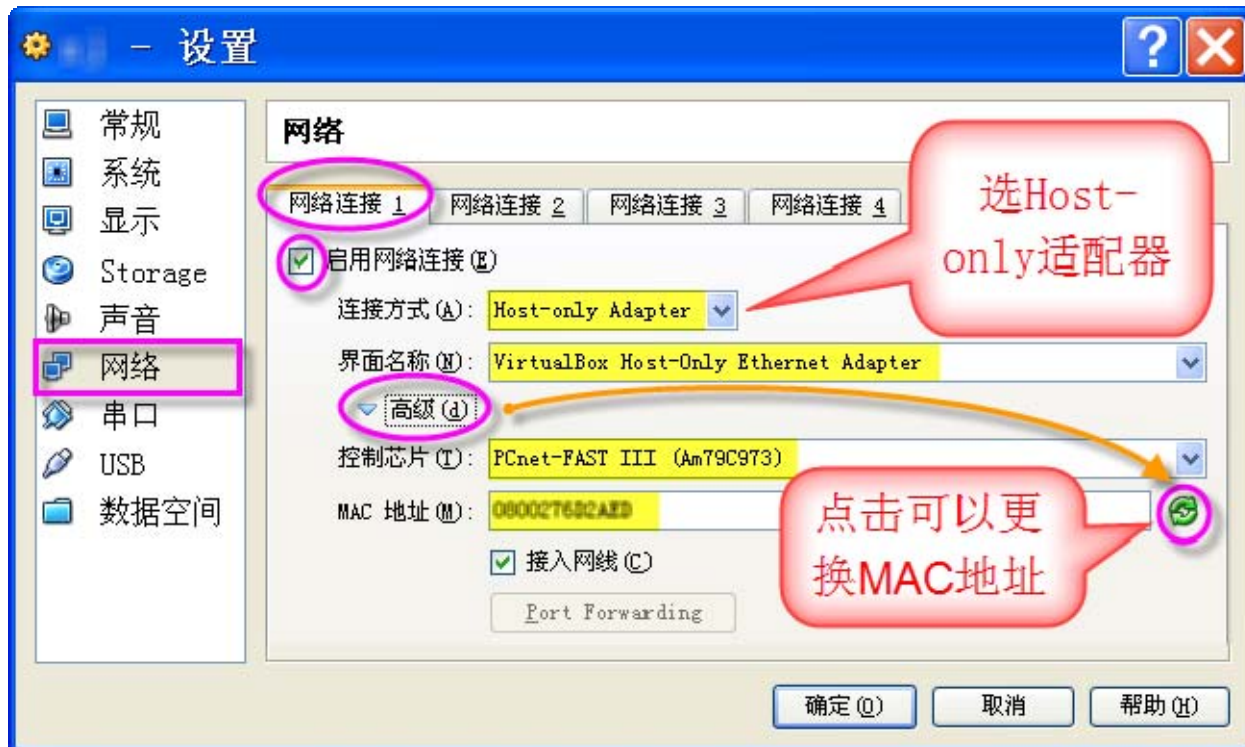 - 设置
常规
系统
显示
Storage
声音
网络
串口
USB
数据空间
网络
网络连接 1
网络连接 2
网络连接 3
网络连接 4
启用网络连接(E)
连接方式(A): Host-only Adapter
界面名称(N): VirtualBox Host-Only Ethernet Adapter
高级(d)
控制芯片(T): PCnet-FAST III (Am79C973)
MAC 地址(M):
接入网线(C)
Port Forwarding
选Host-
only适配器
点击可以更
换MAC地址
确定(O)
取消
帮助(H)